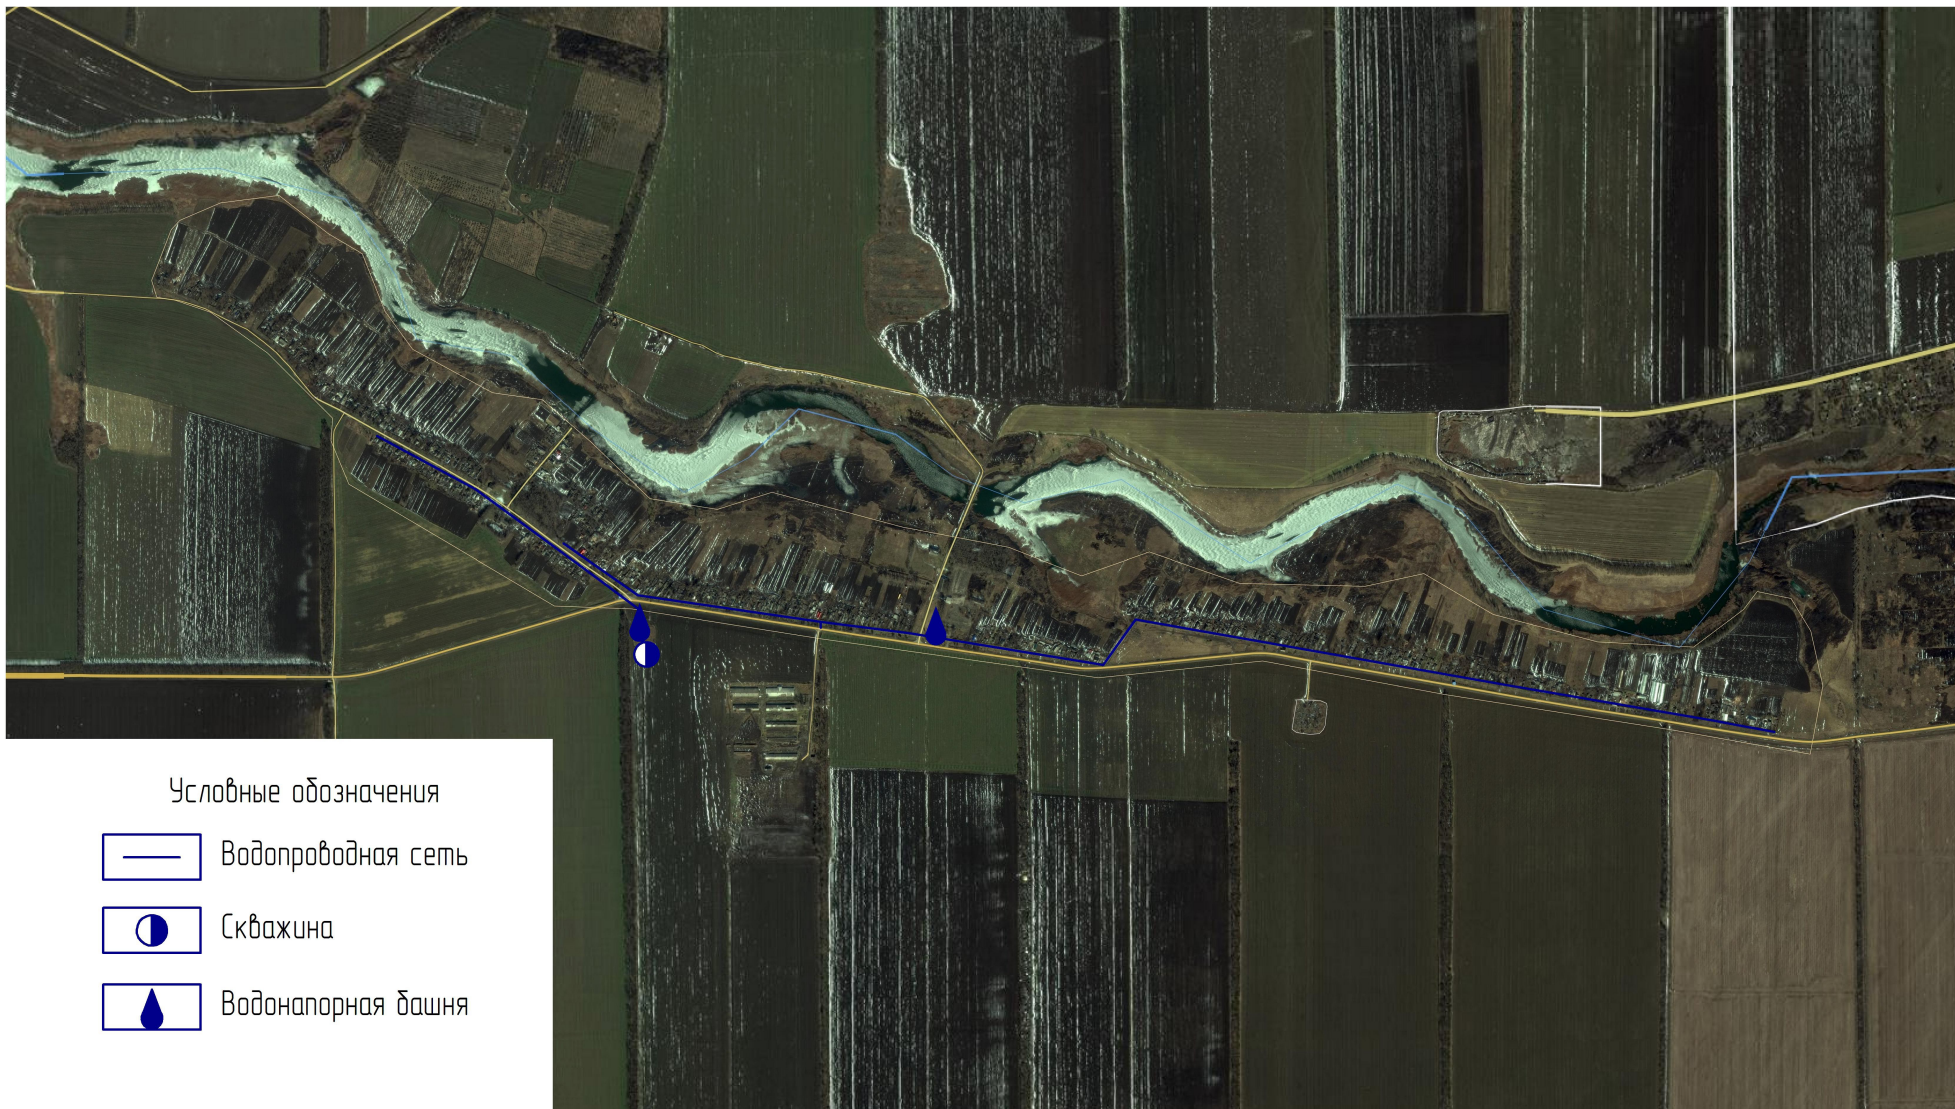 Условные обозначения
Водопроводная сеть
Скважина
Водонапорная башня